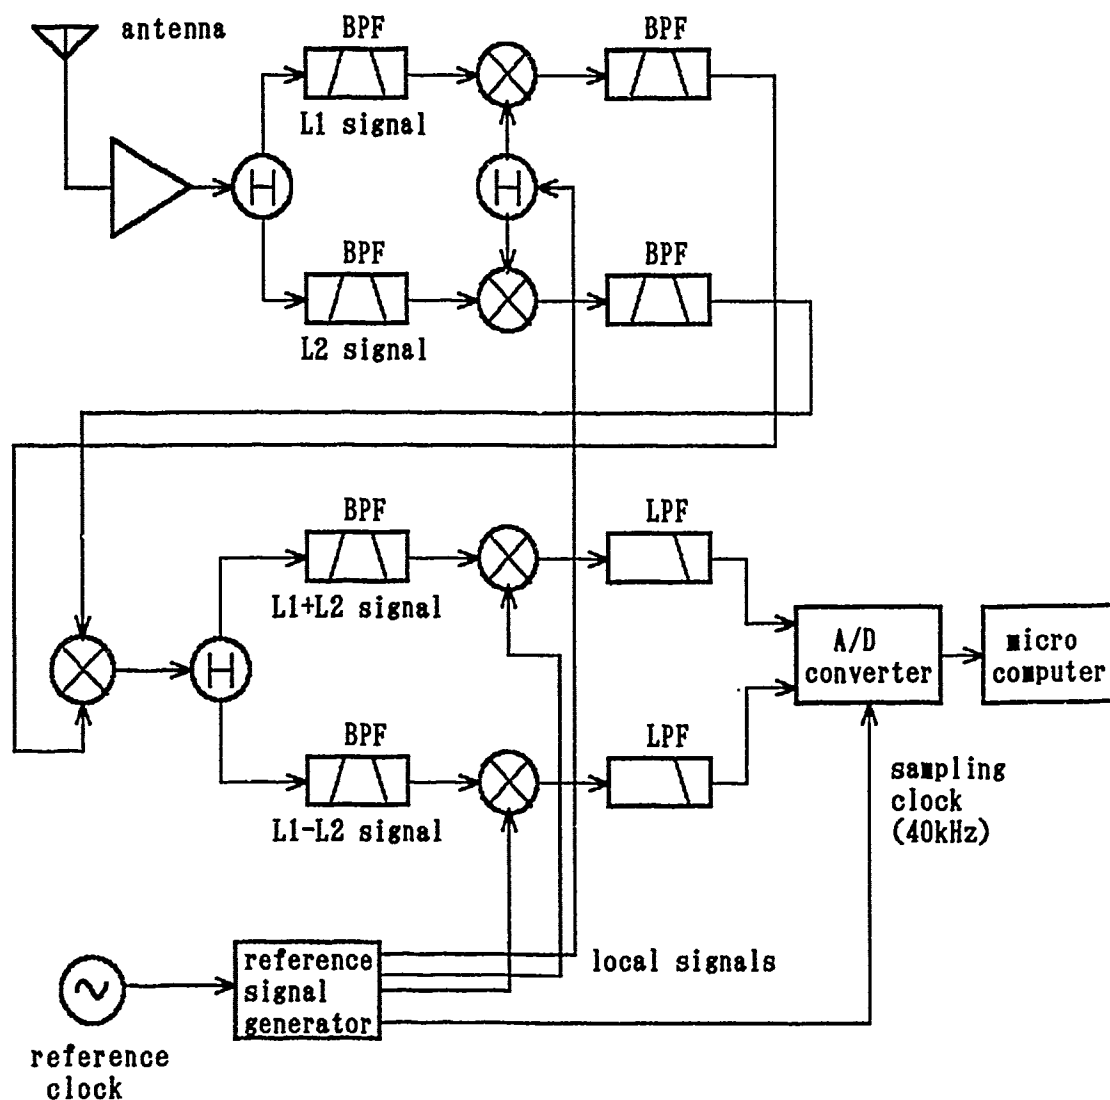 antenna
BPF
BPF
L1 signal
H
H
BPF
BPF
L2 signal
BPF
LPF
L1+L2 signal
H
A/D
converter
micro
computer
BPF
LPF
L1-L2 signal
sampling
clock
(40kHz)
reference
signal
generator
local signals
reference
clock